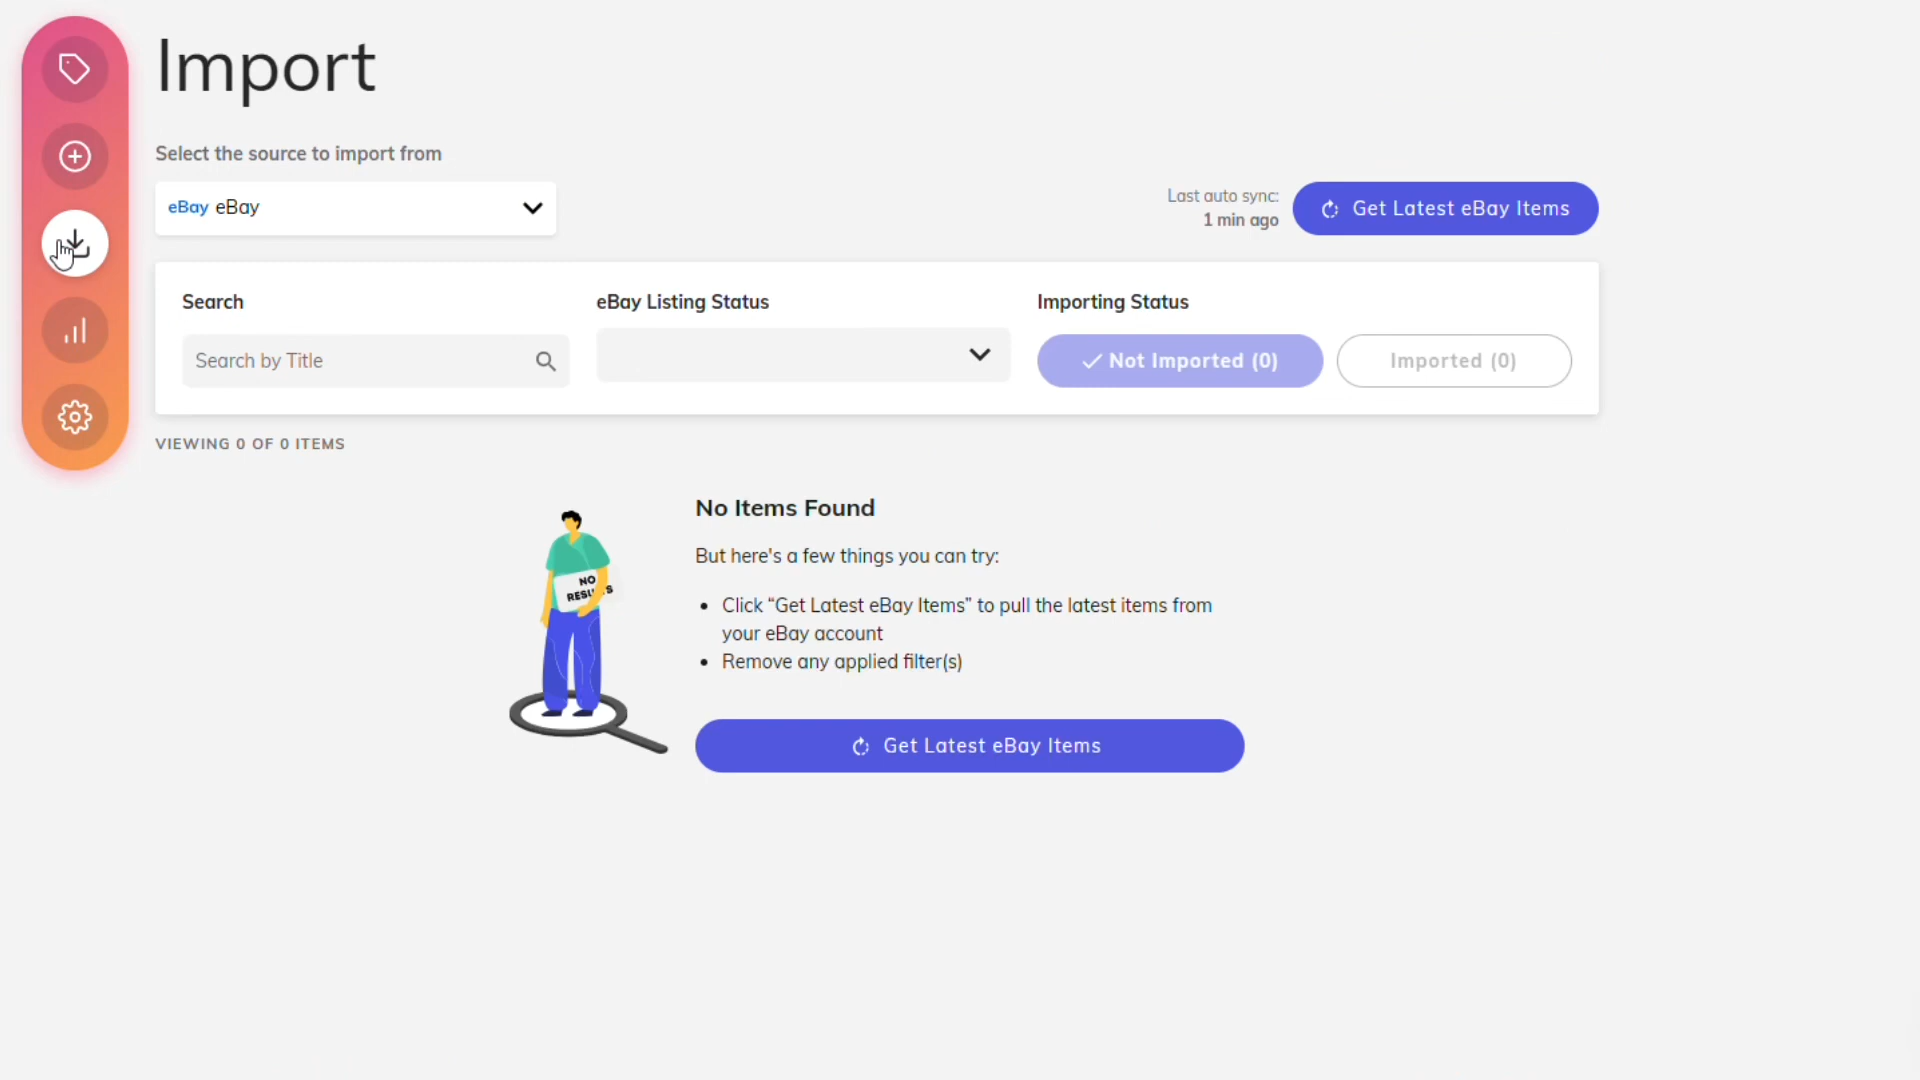 Import
Select the source to import from
eBay eBay
Last auto sync:
1 min ago
Get Latest eBay Items
Search
eBay Listing Status
Importing Status
Search by Title
Not Imported (0)
Imported (0)
VIEWING 0 OF 0 ITEMS
No Items Found
But here's a few things you can try:
• Click “Get Latest eBay Items” to pull the latest items from
your eBay account
• Remove any applied filter(s)
NO
RESULTS
Get Latest eBay Items